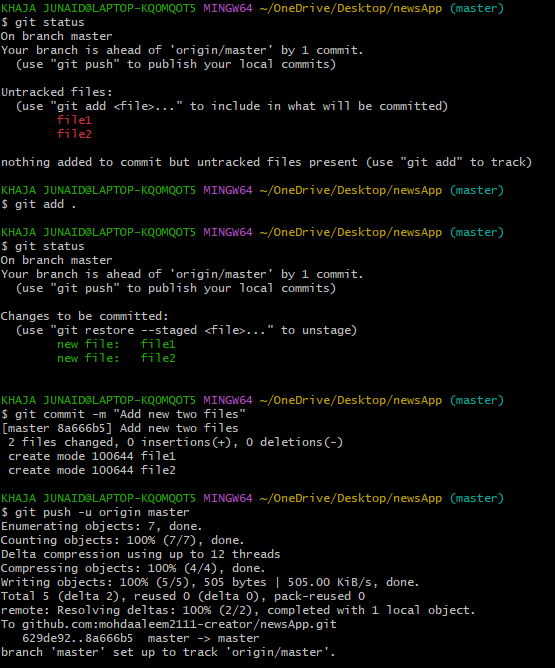 KHAJA JUNAID@LAPTOP-KQOMQOT5 MINGW64 ~/OneDrive/Desktop/newsApp (master)
$ git status
On branch master
Your branch is ahead of 'origin/master' by 1 commit.
  (use "git push" to publish your local commits)

Untracked files:
  (use "git add <file>..." to include in what will be committed)
        file1
        file2

nothing added to commit but untracked files present (use "git add" to track)

KHAJA JUNAID@LAPTOP-KQOMQOT5 MINGW64 ~/OneDrive/Desktop/newsApp (master)
$ git add .

KHAJA JUNAID@LAPTOP-KQOMQOT5 MINGW64 ~/OneDrive/Desktop/newsApp (master)
$ git status
On branch master
Your branch is ahead of 'origin/master' by 1 commit.
  (use "git push" to publish your local commits)

Changes to be committed:
  (use "git restore --staged <file>..." to unstage)
        new file:   file1
        new file:   file2

KHAJA JUNAID@LAPTOP-KQOMQOT5 MINGW64 ~/OneDrive/Desktop/newsApp (master)
$ git commit -m "Add new two files"
[master 8a666b5] Add new two files
 2 files changed, 0 insertions(+), 0 deletions(-)
 create mode 100644 file1
 create mode 100644 file2

KHAJA JUNAID@LAPTOP-KQOMQOT5 MINGW64 ~/OneDrive/Desktop/newsApp (master)
$ git push -u origin master
Enumerating objects: 7, done.
Counting objects: 100% (7/7), done.
Delta compression using up to 12 threads
Compressing objects: 100% (4/4), done.
Writing objects: 100% (5/5), 505 bytes | 505.00 KiB/s, done.
Total 5 (delta 2), reused 0 (delta 0), pack-reused 0
remote: Resolving deltas: 100% (2/2), completed with 1 local object.
To github.com:mohdaaleem2111-creator/newsApp.git
   629de92..8a666b5  master -> master
branch 'master' set up to track 'origin/master'.